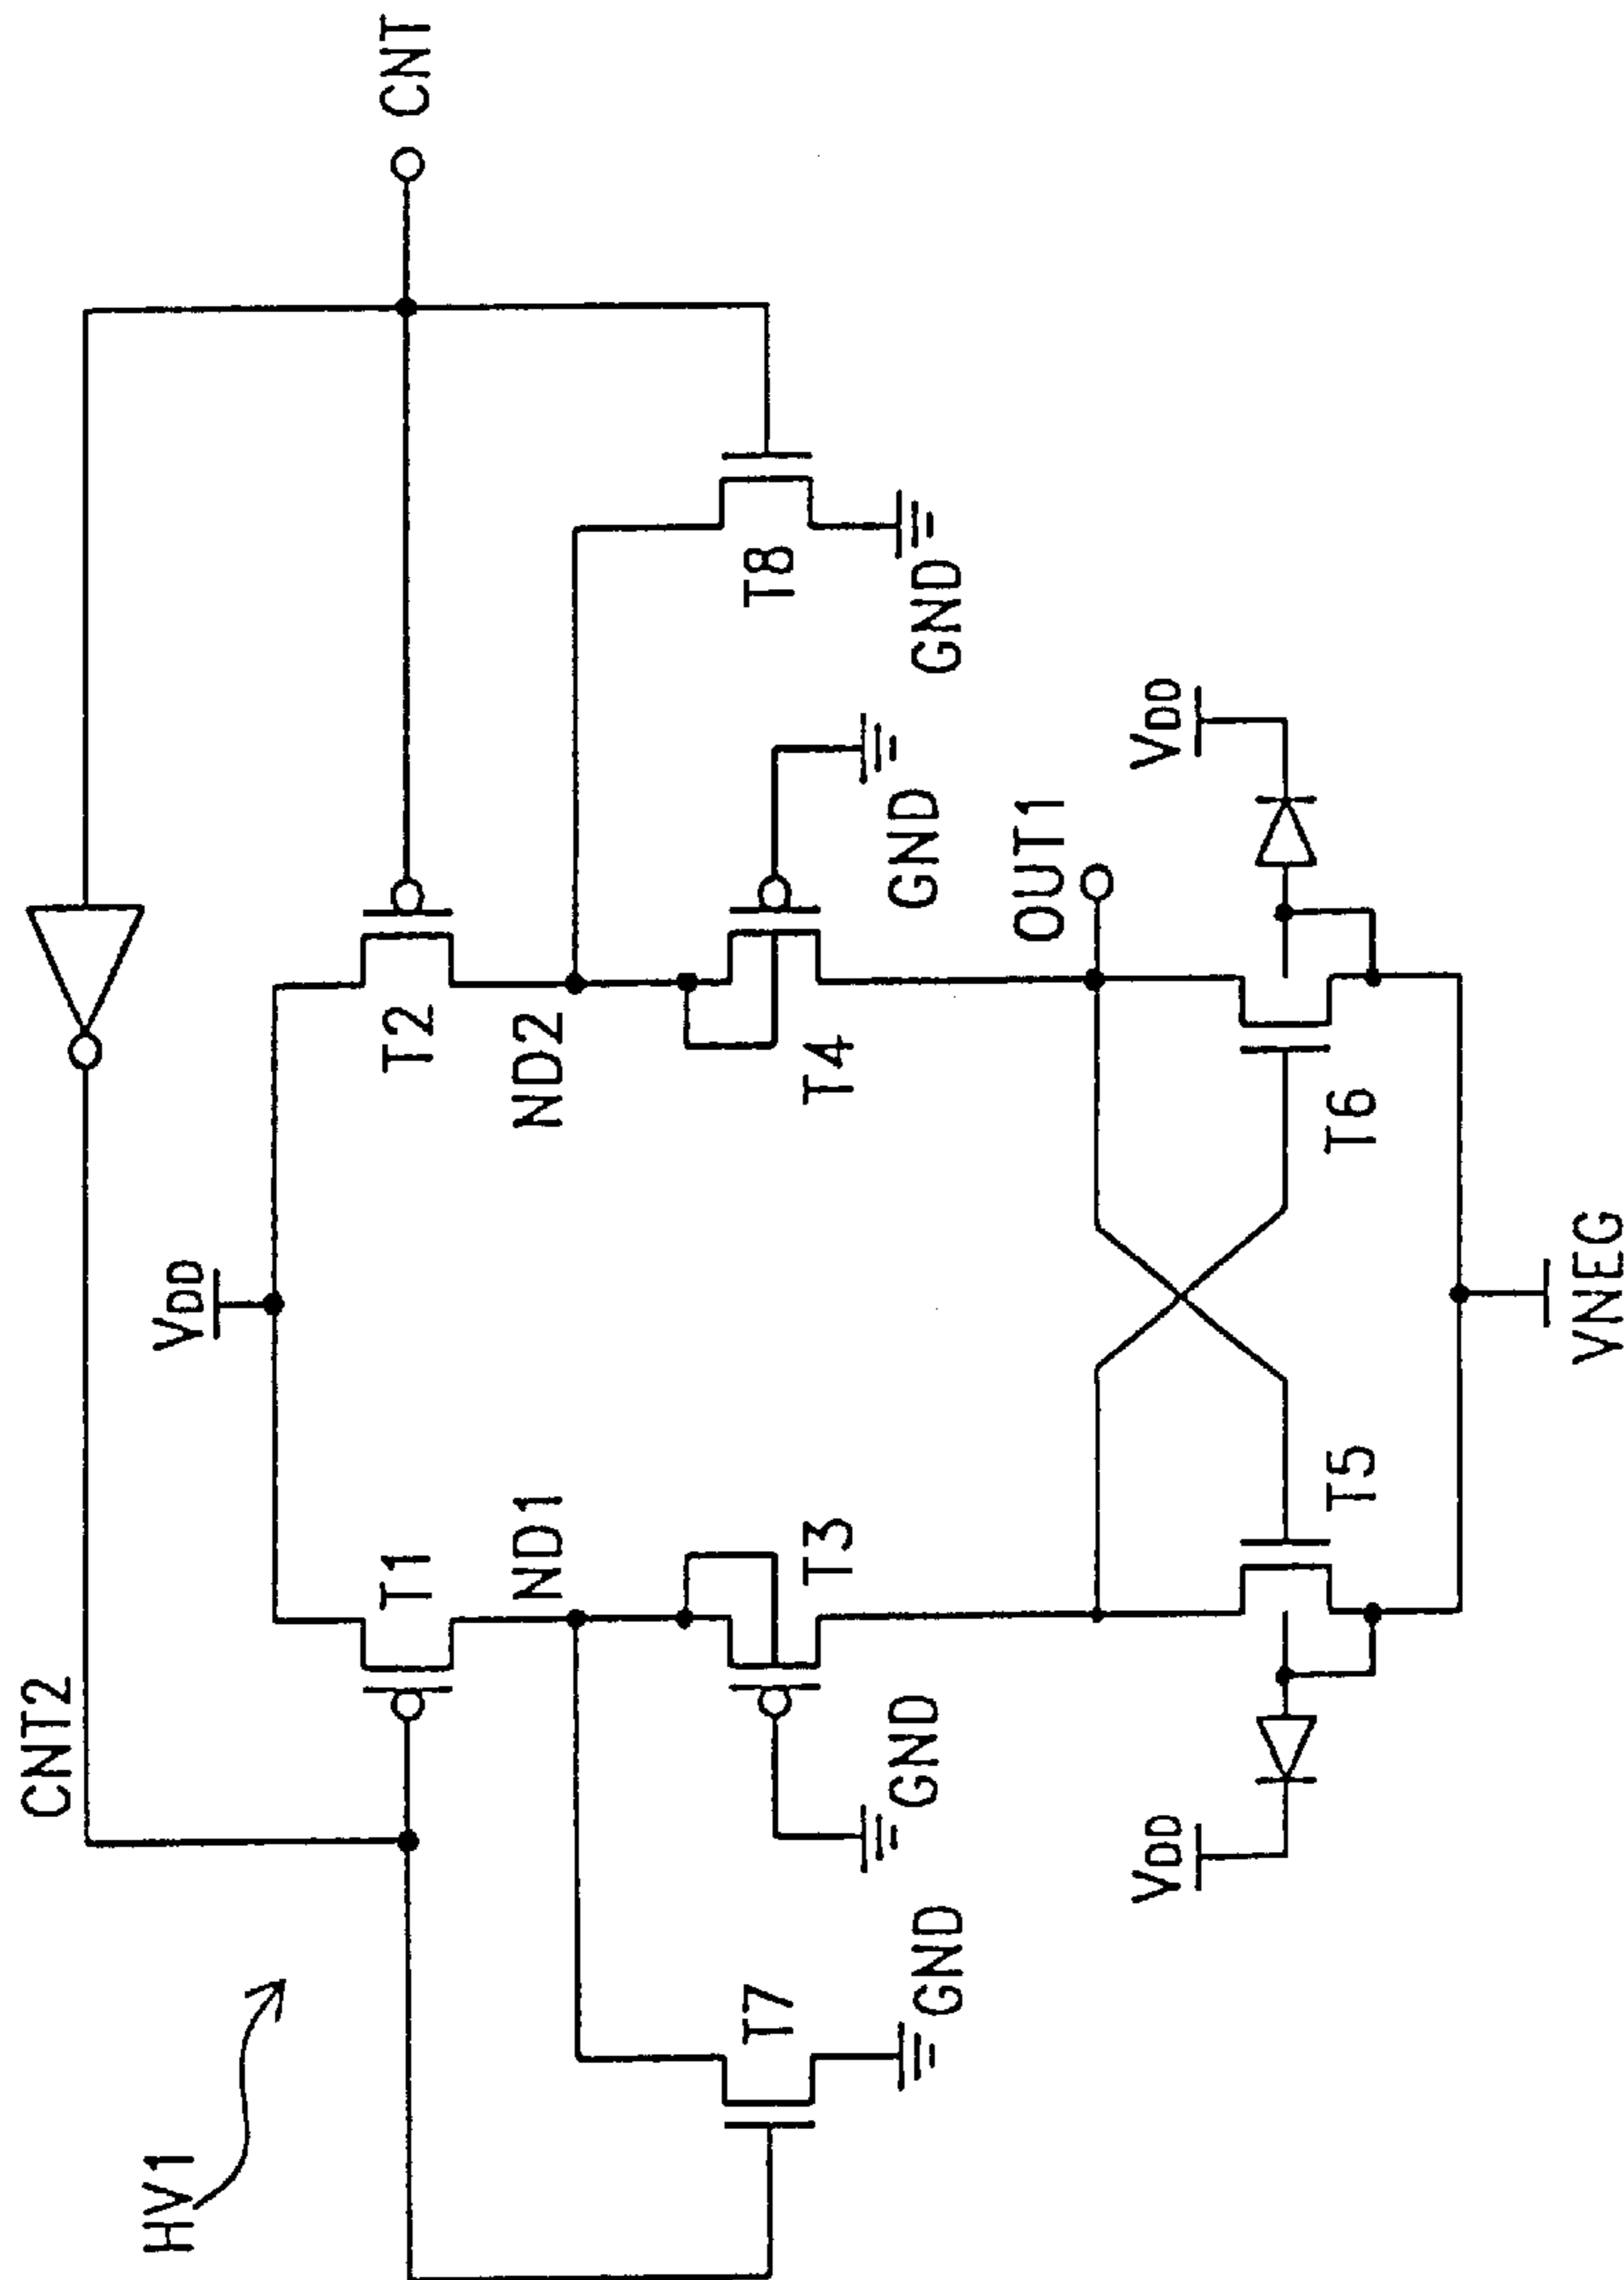 HV1
CNT2
CNT
VDD
T1
T2
ND1
ND2
T7
T3
T4
T8
GND
GND
GND
GND
OUT1
VDD
T5
T6
VDD
VNEG